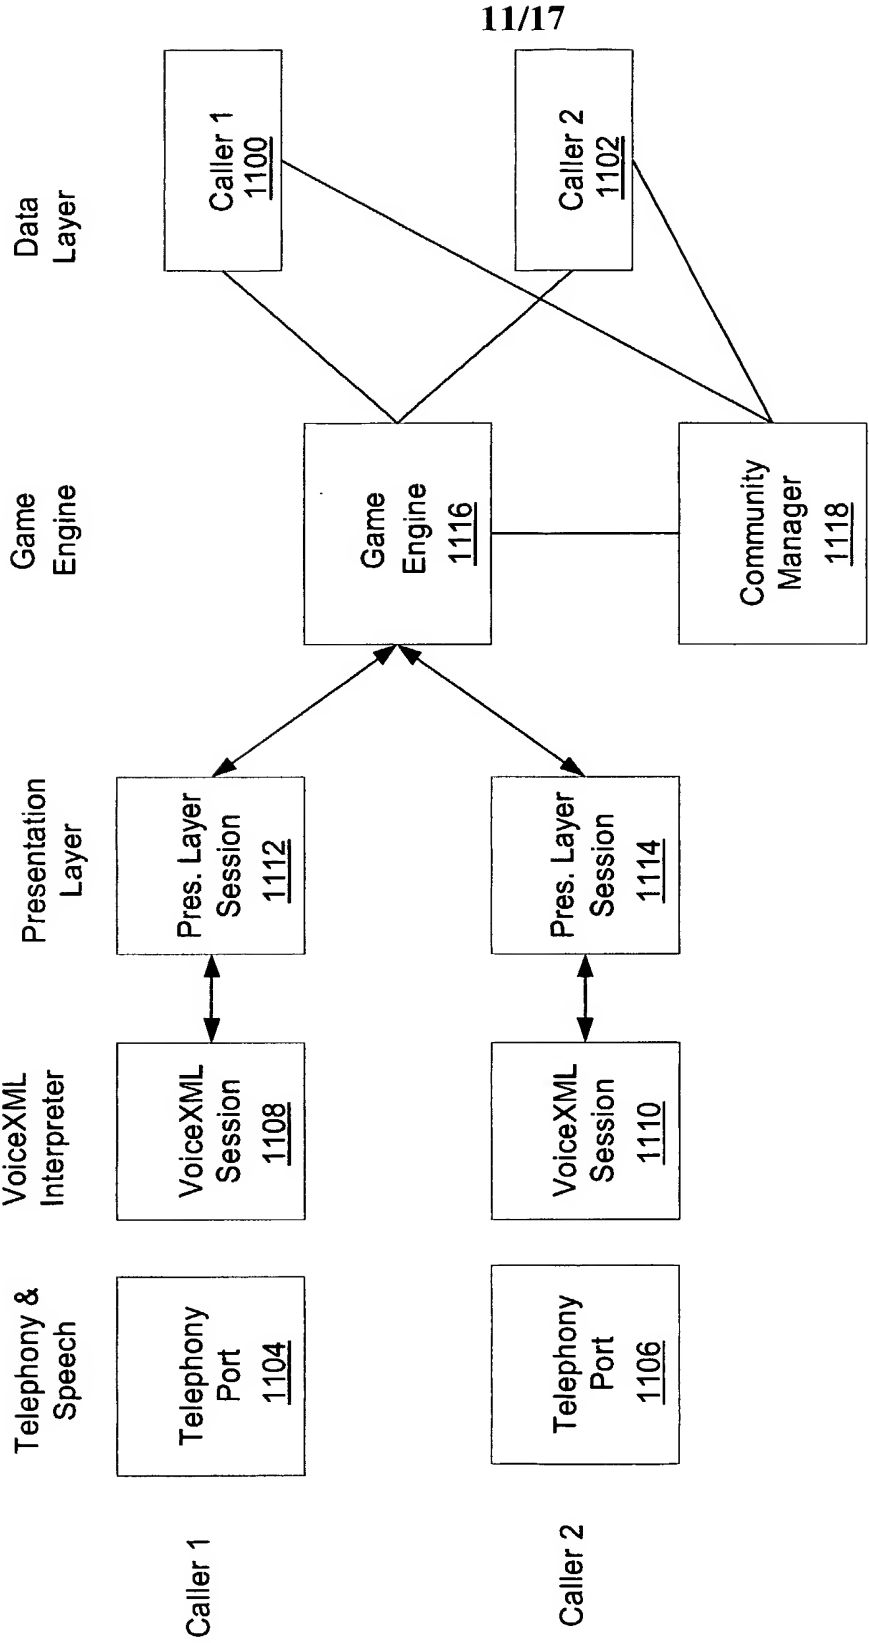 11/17
Telephony &
Speech
VoiceXML
Interpreter
Presentation
Layer
Game
Engine
Data
Layer
Caller 1
Telephony
Port
1104
VoiceXML
Session
1108
Pres. Layer
Session
1112
Game
Engine
1116
Caller 1
1100
Caller 2
Telephony
Port
1106
VoiceXML
Session
1110
Pres. Layer
Session
1114
Community
Manager
1118
Caller 2
1102